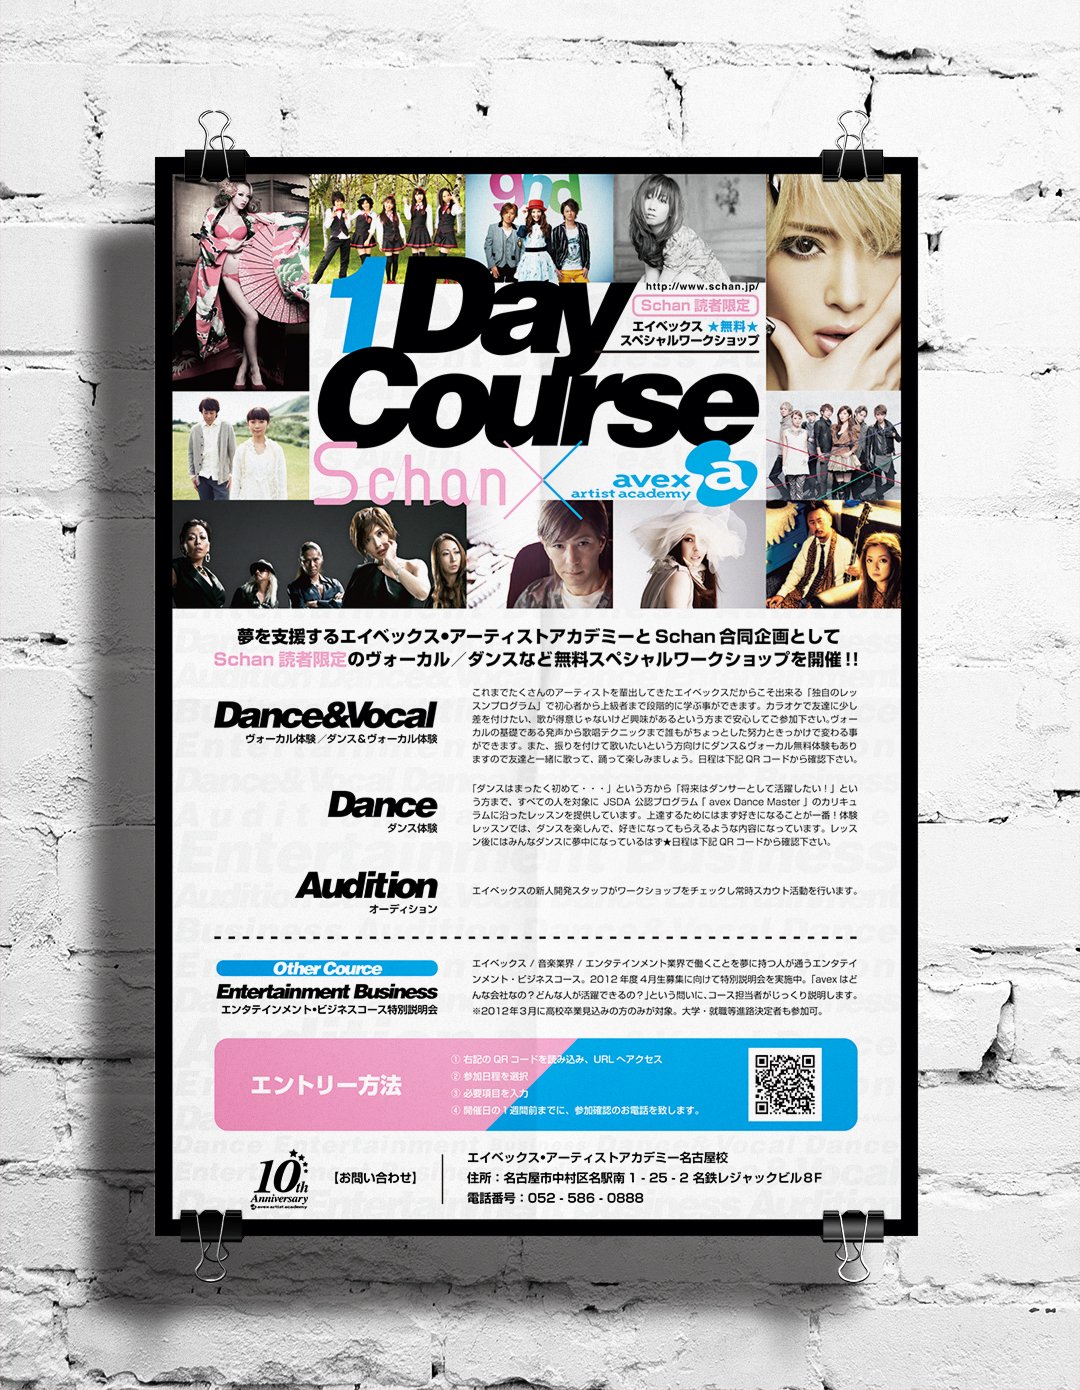 gnd
http://www.schan.jp/
Schan 読者限定
エイベックス ★無料★
スペシャルワークショップ
1Day
Course
Schan
avex
artist academy
a
夢を支援するエイベックス•アーティストアカデミーと Schan 合同企画として
Schan 読者限定のヴォーカル／ダンスなど無料スペシャルワークショップを開催 !!
Dance&Vocal
ヴォーカル体験／ダンス＆ヴォーカル体験
これまでたくさんのアーティストを輩出してきたエイベックスだからこそ出来る「独自のレッ
スンプログラム」で初心者から上級者まで段階的に学ぶ事ができます。カラオケで友達に少し
差を付けたい、歌が得意じゃないけど興味があるという方まで安心してご参加下さい。ヴォー
カルの基礎である発声から歌唱テクニックまで誰もがちょっとした努力ときっかけで変わる事
ができます。また、振りを付けて歌いたいという方向けにダンス＆ヴォーカル無料体験もあり
ますので友達と一緒に歌って、踊って楽しみましょう。日程は下記 QR コードから確認下さい。
Dance
ダンス体験
「ダンスはまったく初めて・・・」という方から「将来はダンサーとして活躍したい！」とい
う方まで、すべての人を対象に JSDA 公認プログラム「 avex Dance Master 」のカリキュ
ラムに沿ったレッスンを提供しています。上達するためにはまず好きになることが一番！体験
レッスンでは、ダンスを楽しんで、好きになってもらえるような内容になっています。レッス
ン後にはみんなダンスに夢中になっているはず★日程は下記 QR コードから確認下さい。
Audition
オーディション
エイベックスの新人開発スタッフがワークショップをチェックし常時スカウト活動を行います。
Other Cource
Entertainment Business
エンタテインメント•ビジネスコース特別説明会
エイベックス / 音楽業界 / エンタテインメント業界で働くことを夢に持つ人が通うエンタテイ
ンメント・ビジネスコース。2012 年度 4 月生募集に向けて特別説明会を実施中。「avex はど
んな会社なの？どんな人が活躍できるの？」という問いに、コース担当者がじっくり説明します。
※2012年3月に高校卒業見込みの方のみが対象。大学・就職等進路決定者も参加可。
エントリー方法
① 右記の QR コードを読み込み、URL へアクセス
② 参加日程を選択
③ 必要項目を入力
④ 開催日の 1 週間前までに、参加確認のお電話を致します。
10th
Anniversary
avex artist academy
【お問い合わせ】
エイベックス•アーティストアカデミー名古屋校
住所：名古屋市中村区名駅南 1 - 25 - 2 名鉄レジャックビル 8 F
電話番号：052 - 586 - 0888